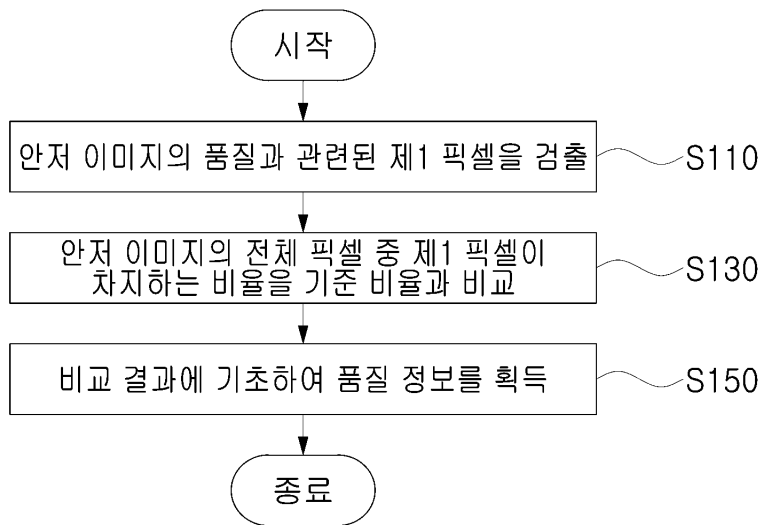 시작
안저 이미지의 품질과 관련된 제1 픽셀을 검출
S110
안저 이미지의 전체 픽셀 중 제1 픽셀이
차지하는 비율을 기준 비율과 비교
S130
비교 결과에 기초하여 품질 정보를 획득
S150
종료